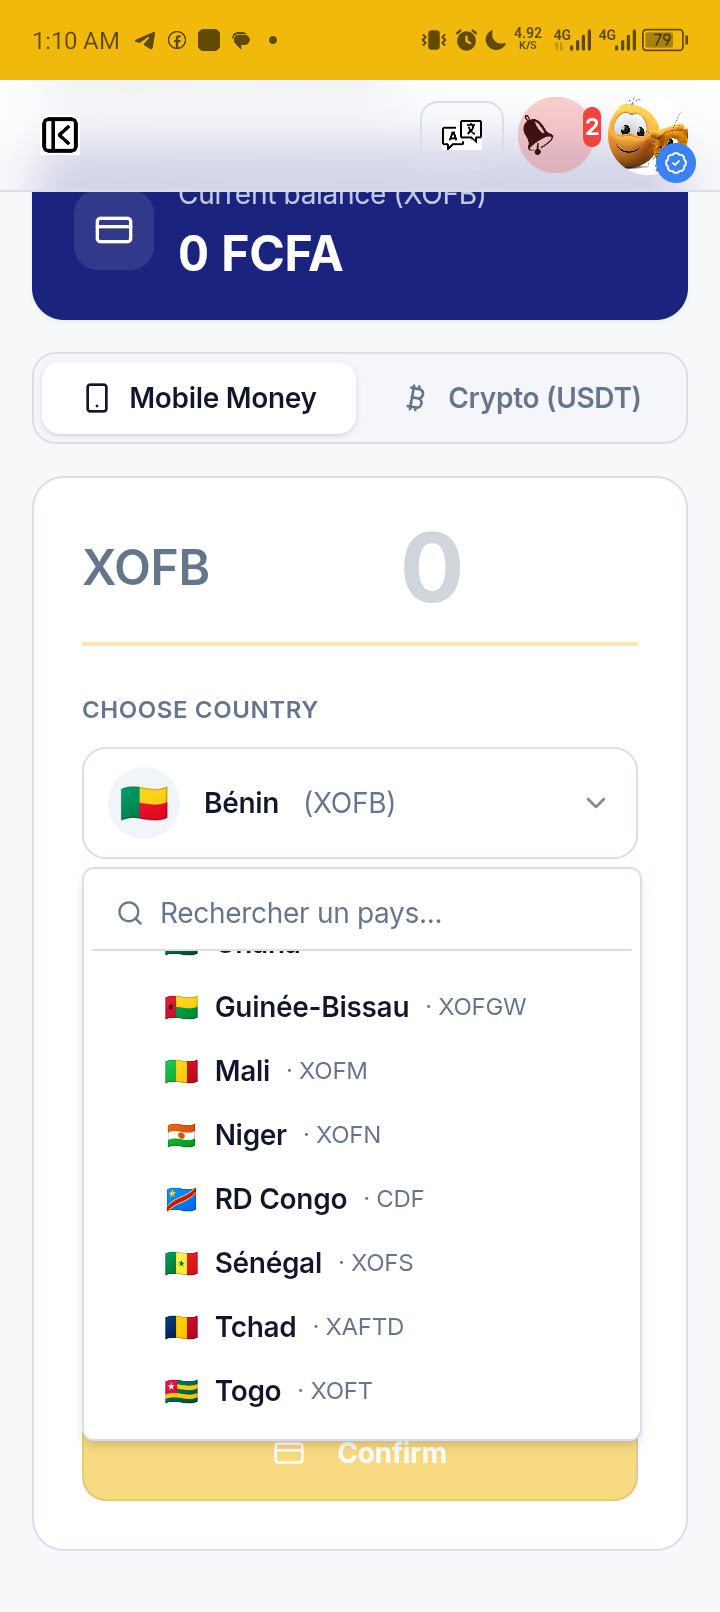 1:10 AM 4.92 K/S 4G 4G 79
A 文
2
Current balance (XOFB)
0 FCFA
Mobile Money Crypto (USDT)
XOFB 0
CHOOSE COUNTRY
Bénin (XOFB)
Rechercher un pays...
Guinée-Bissau · XOFGW
Mali · XOFM
Niger · XOFN
RD Congo · CDF
Sénégal · XOFS
Tchad · XAFTD
Togo · XOFT
Confirm